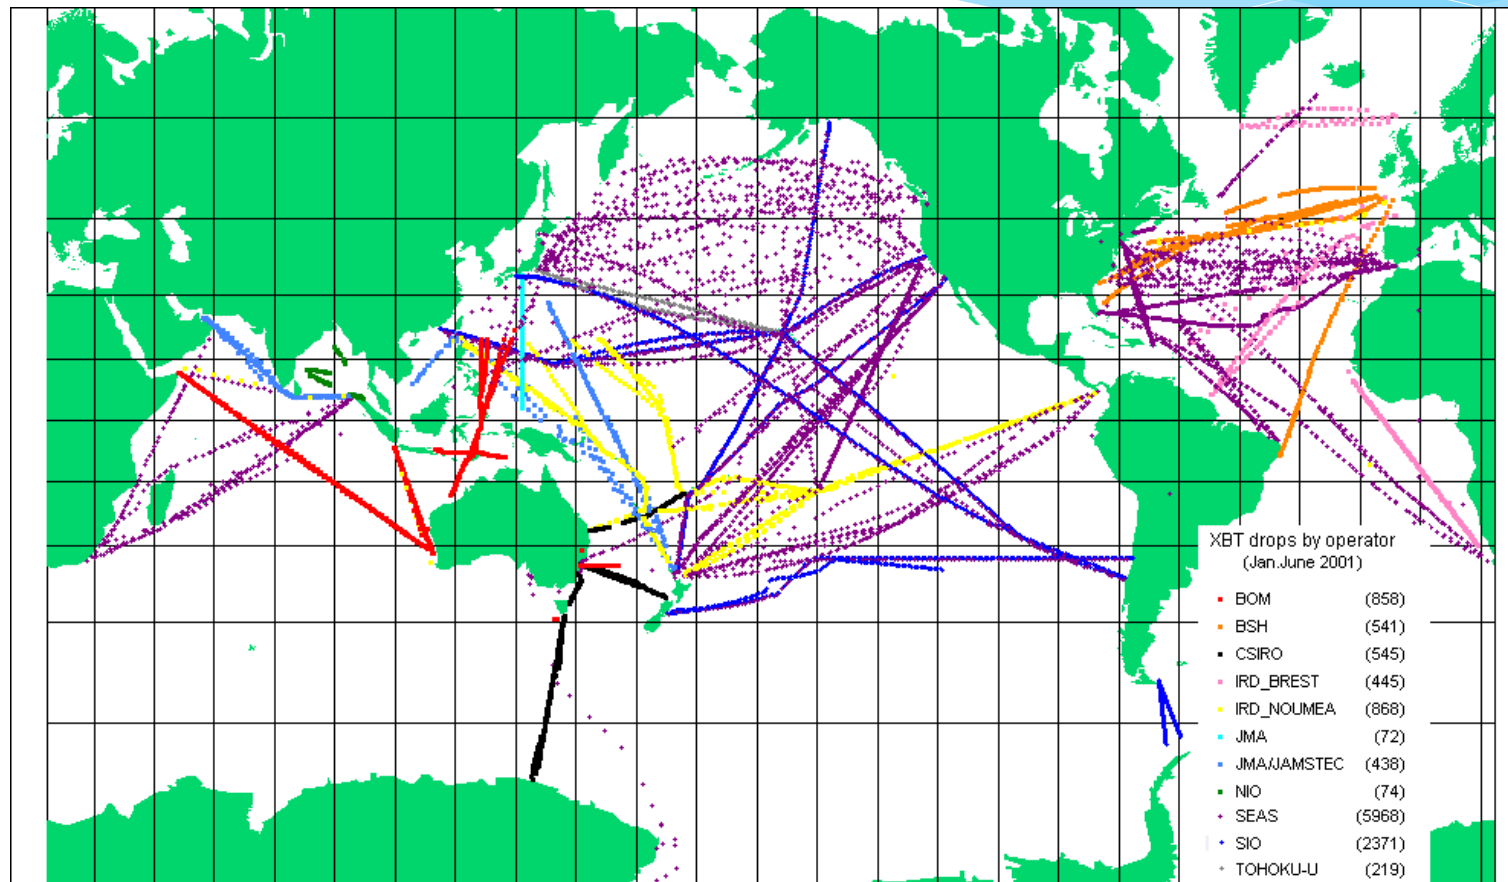 XBT drops by operator
(Jan.June 2001)
BOM (858)
BSH (541)
CSIRO (545)
IRD_BREST (445)
IRD_NOUMEA (868)
JMA (72)
JMA/JAMSTEC (438)
NIO (74)
SEAS (5968)
SIO (2371)
TOHOKU-U (219)